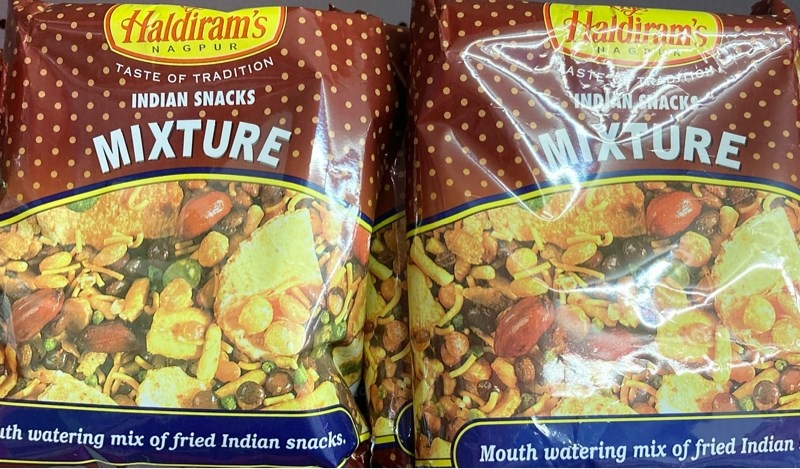 Haldiram's
NAGPUR
TASTE OF TRADITION
INDIAN SNACKS
MIXTURE
uth watering mix of fried Indian snacks.
Haldiram's
NAGPUR
TASTE OF TRADITION
INDIAN SNACKS
MIXTURE
Mouth watering mix of fried Indian